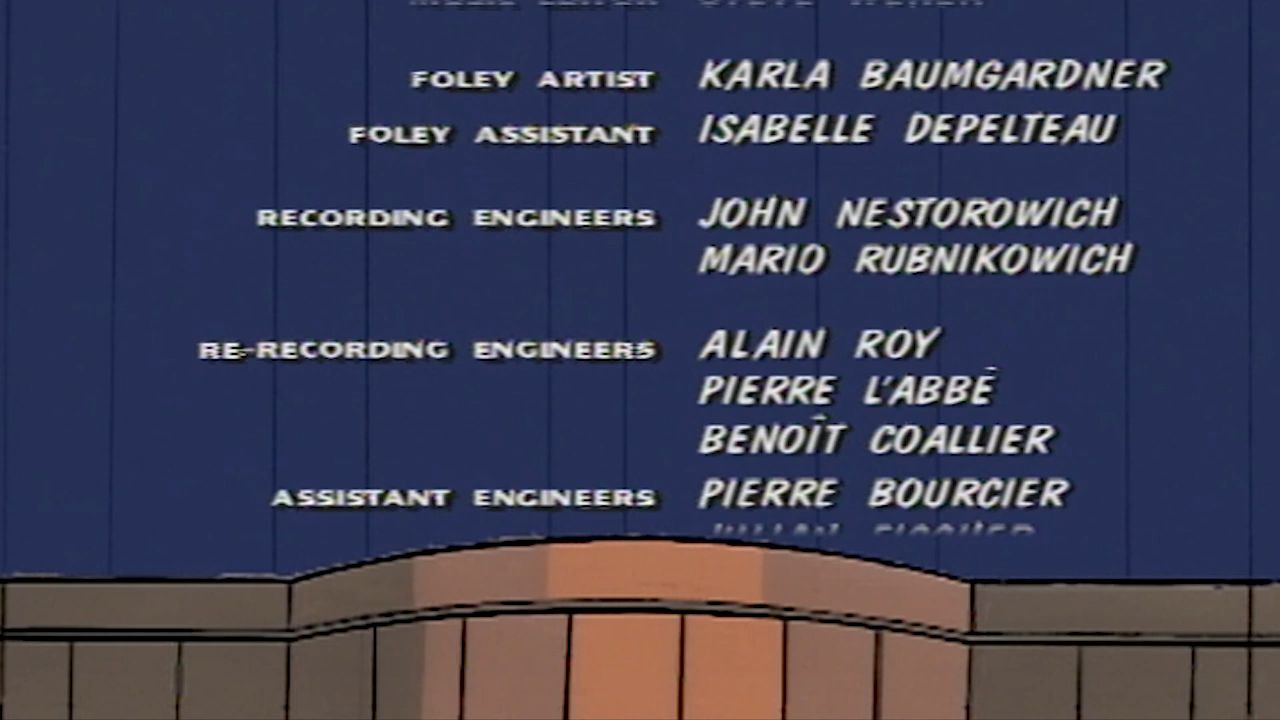 FOLEY ARTIST KARLA BAUMGARDNER
FOLEY ASSISTANT ISABELLE DEPELTEAU
RECORDING ENGINEERS JOHN NESTOROWICH
MARIO RUBNIKOWICH
RE-RECORDING ENGINEERS ALAIN ROY
PIERRE L'ABBÉ
BENOÎT COALLIER
ASSISTANT ENGINEERS PIERRE BOURCIER